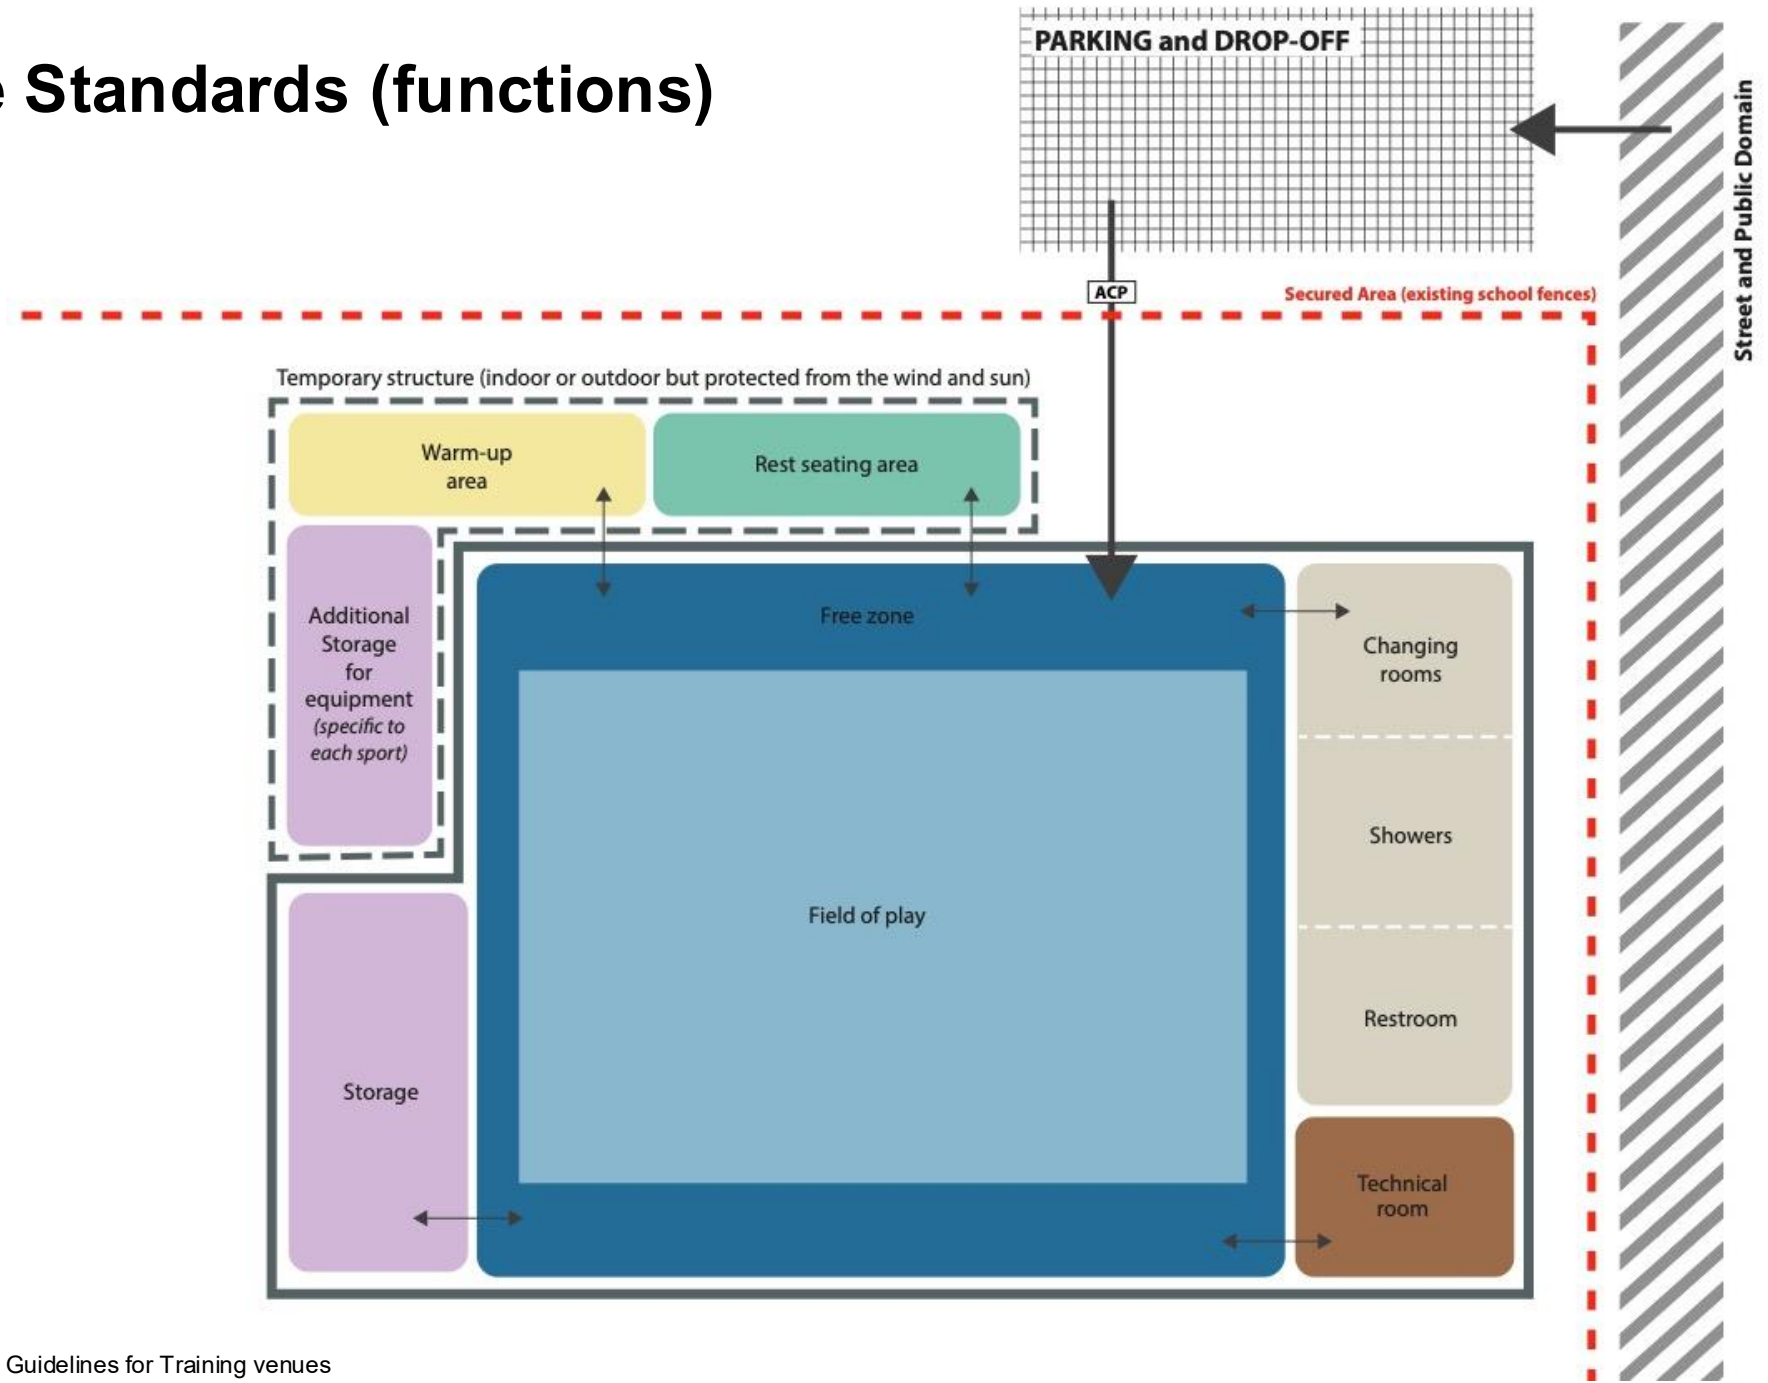 Standards (functions)
PARKING and DROP-OFF
Street and Public Domain
ACP
Secured Area (existing school fences)
Temporary structure (indoor or outdoor but protected from the wind and sun)
Warm-up
area
Rest seating area
Additional
Storage
for
equipment
(specific to
each sport)
Free zone
Changing
rooms
Showers
Field of play
Restroom
Storage
Technical
room
Guidelines for Training venues